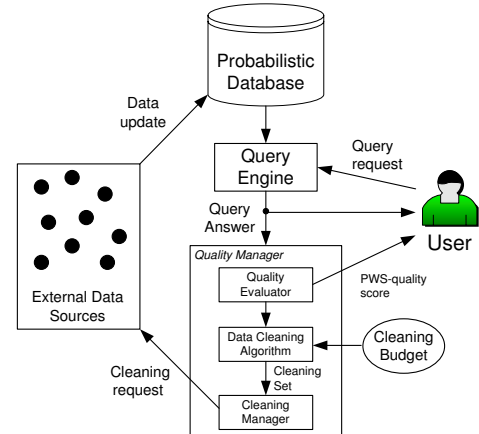 Probabilistic
Database
Data
update
Query
Engine
Query
request
Query
Answer
User
Quality Manager
Quality
Evaluator
PWS-quality
score
External Data
Sources
Data Cleaning
Algorithm
Cleaning
Budget
Cleaning
Set
Cleaning
request
Cleaning
Manager